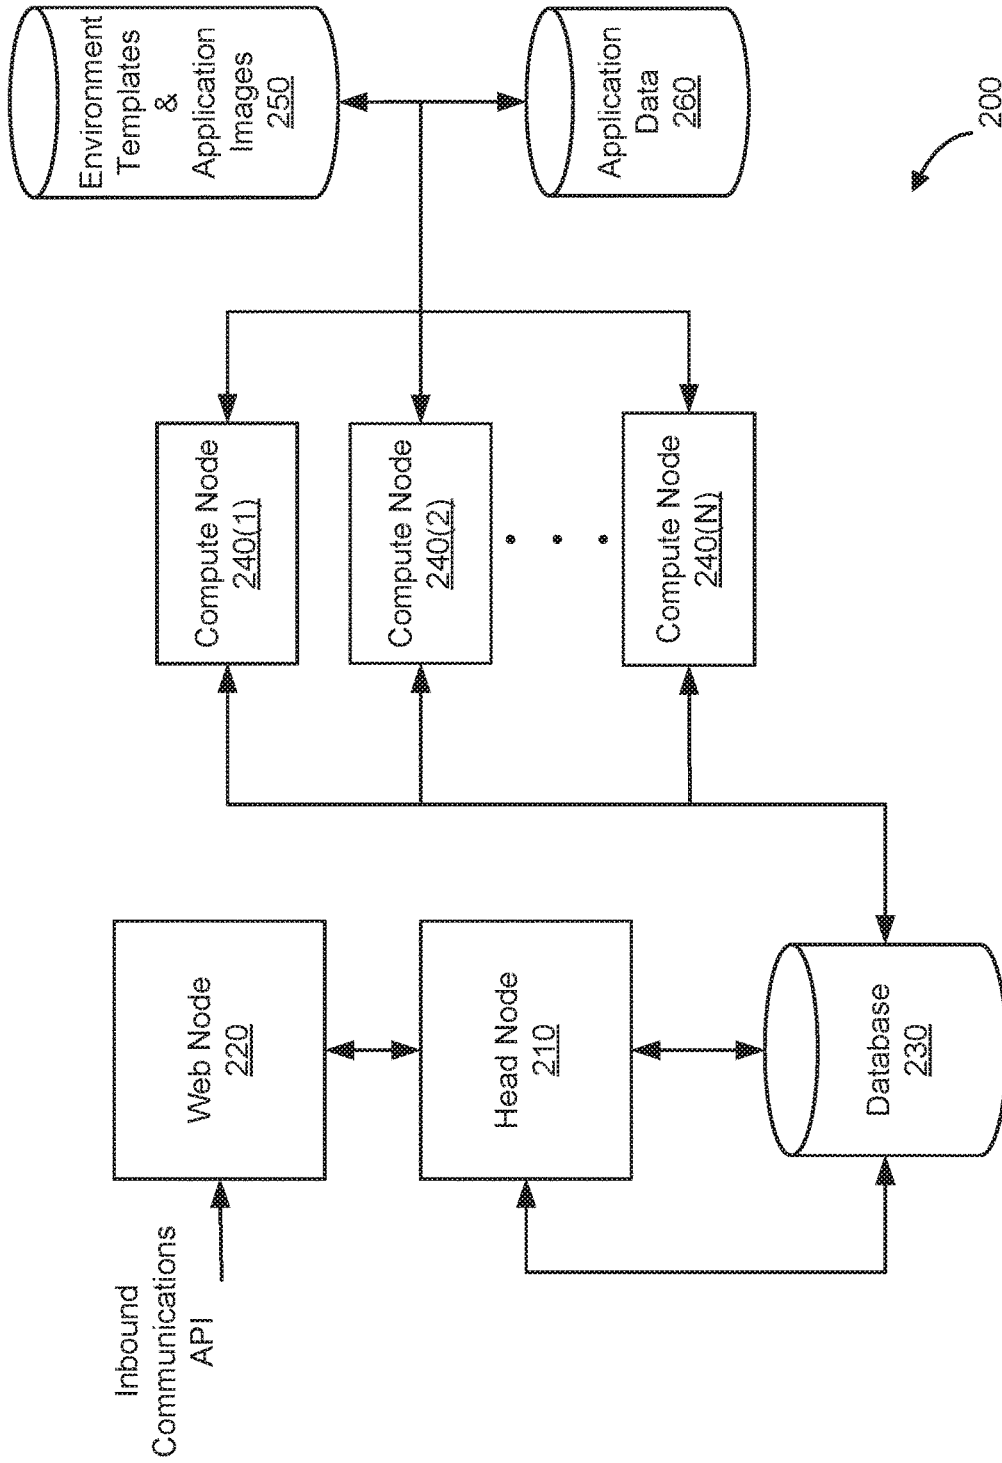 Inbound
Communications
API
Web Node
220
Head Node
210
Database
230
Compute Node
240(1)
Compute Node
240(2)
Compute Node
240(N)
Environment
Templates
&
Application
Images
250
Application
Data
260
200